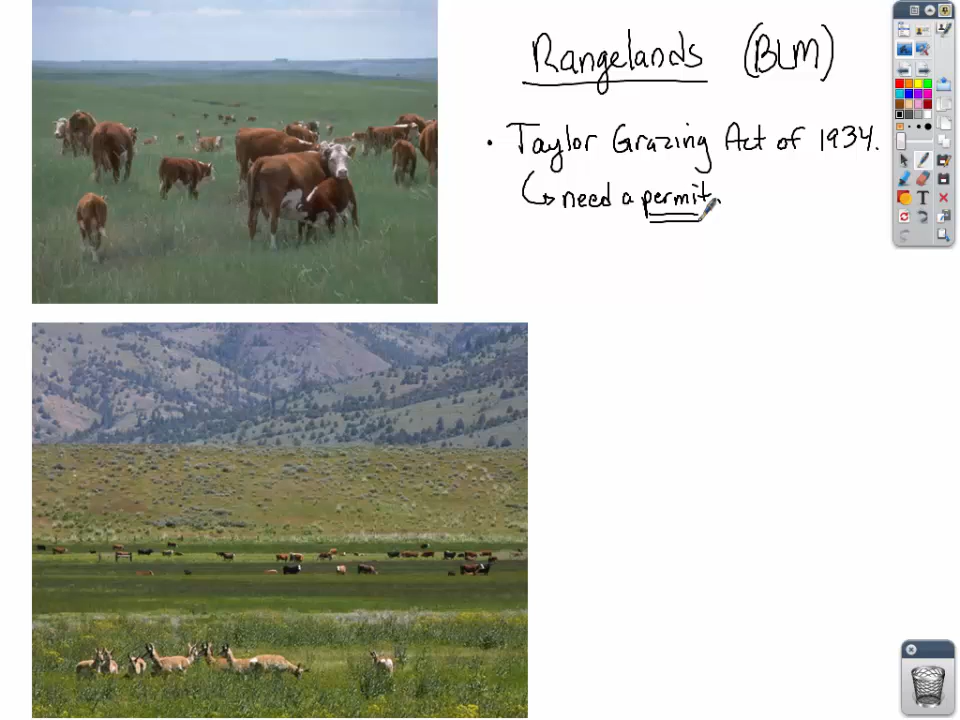 Rangelands (BLM)
• Taylor Grazing Act of 1934.
↳ need a permit.